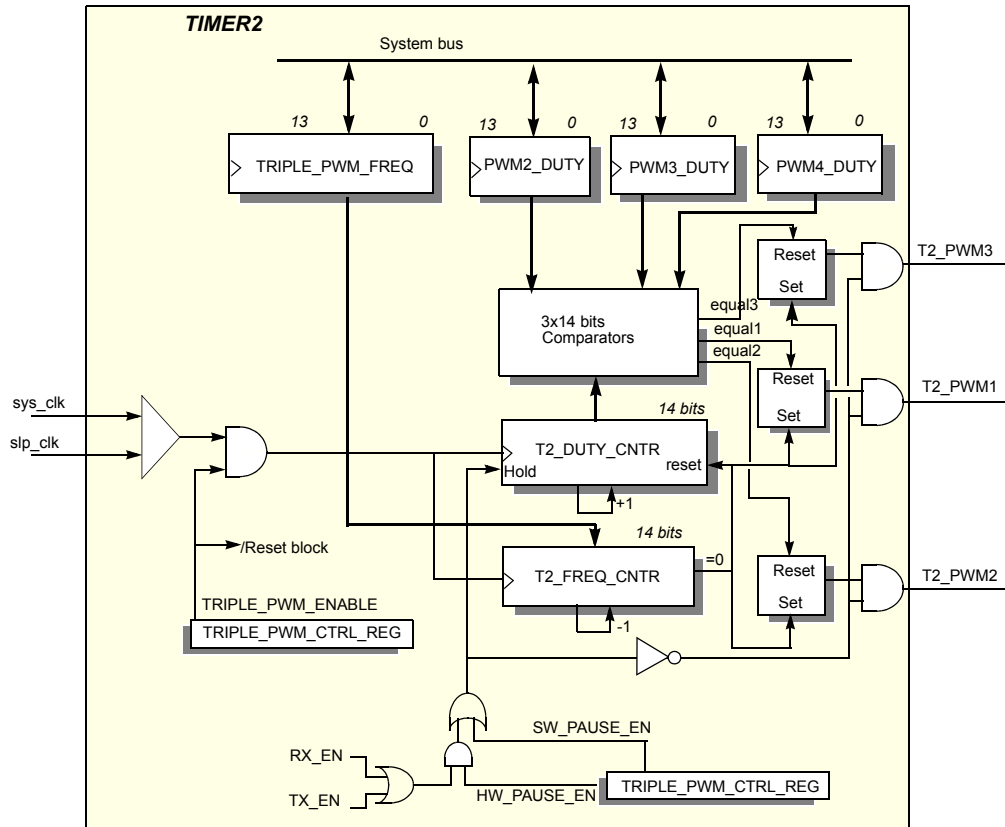 TIMER2
System bus
13 0 13 0 13 0 13 0
TRIPLE_PWM_FREQ
PWM2_DUTY
PWM3_DUTY
PWM4_DUTY
Reset
Set
T2_PWM3
3x14 bits
Comparators
equal3
equal1
equal2
Reset
Set
T2_PWM1
sys_clk
slp_clk
14 bits
T2_DUTY_CNTR
Hold
reset
+1
/Reset block
14 bits
T2_FREQ_CNTR
=0
-1
Reset
Set
T2_PWM2
TRIPLE_PWM_ENABLE
TRIPLE_PWM_CTRL_REG
SW_PAUSE_EN
RX_EN
TX_EN
HW_PAUSE_EN
TRIPLE_PWM_CTRL_REG